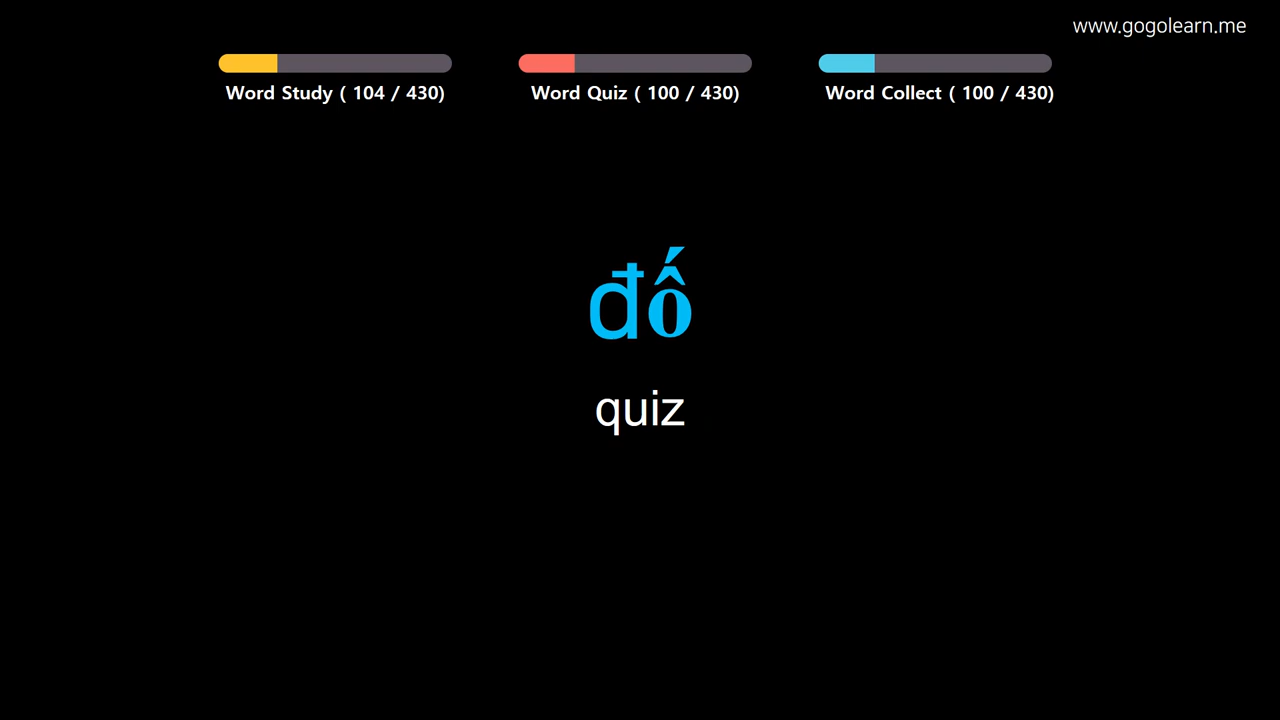 www.gogolearn.me
Word Study ( 104 / 430)
Word Quiz ( 100 / 430)
Word Collect ( 100 / 430)
đố
quiz